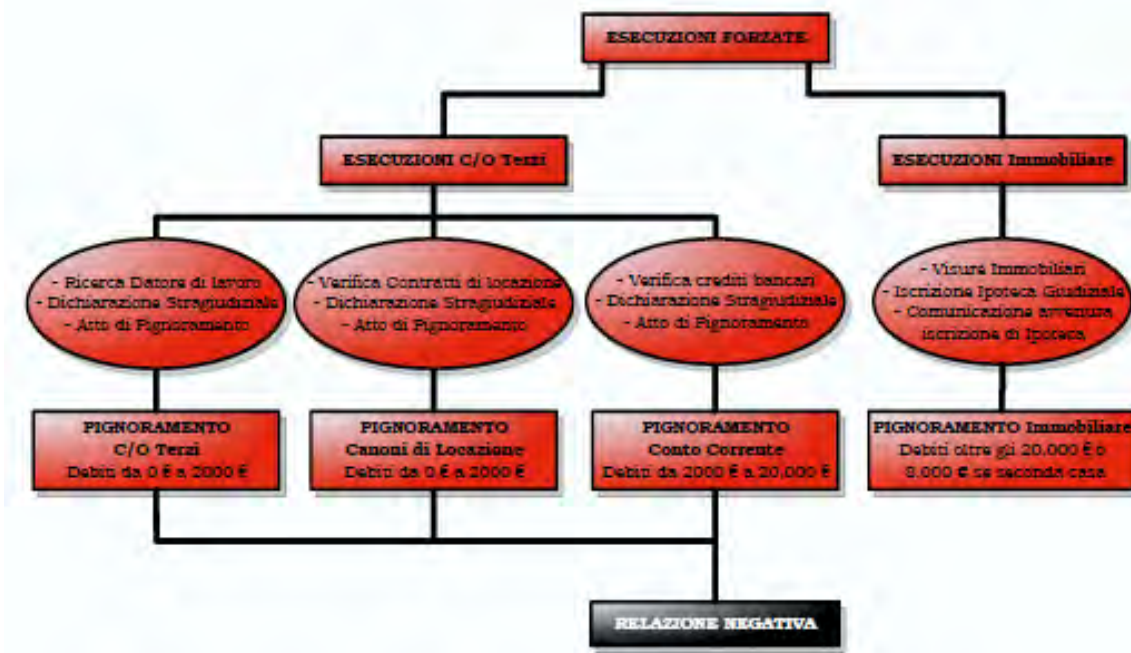 ESECUZIONI FORZATE
ESECUZIONI C/O Terzi
ESECUZIONI Immobiliare
- Ricerca Datore di lavoro
- Dichiarazione Stragiudiziale
- Atto di Pignoramento
- Verifica Contratti di locazione
- Dichiarazione Stragiudiziale
- Atto di Pignoramento
- Verifica crediti bancari
- Dichiarazione Stragiudiziale
- Atto di Pignoramento
- Visure Immobiliari
- Iscrizione Ipoteca Giudiziale
- Comunicazione avvenuta
iscrizione di Ipoteca
PIGNORAMENTO
C/O Terzi
Debiti da 0 € a 2000 €
PIGNORAMENTO
Canoni di Locazione
Debiti da 0 € a 2000 €
PIGNORAMENTO
Conto Corrente
Debiti da 2000 € a 20,000 €
PIGNORAMENTO Immobiliare
Debiti oltre gli 20.000 € o
8.000 € se seconda casa
RELAZIONE NEGATIVA